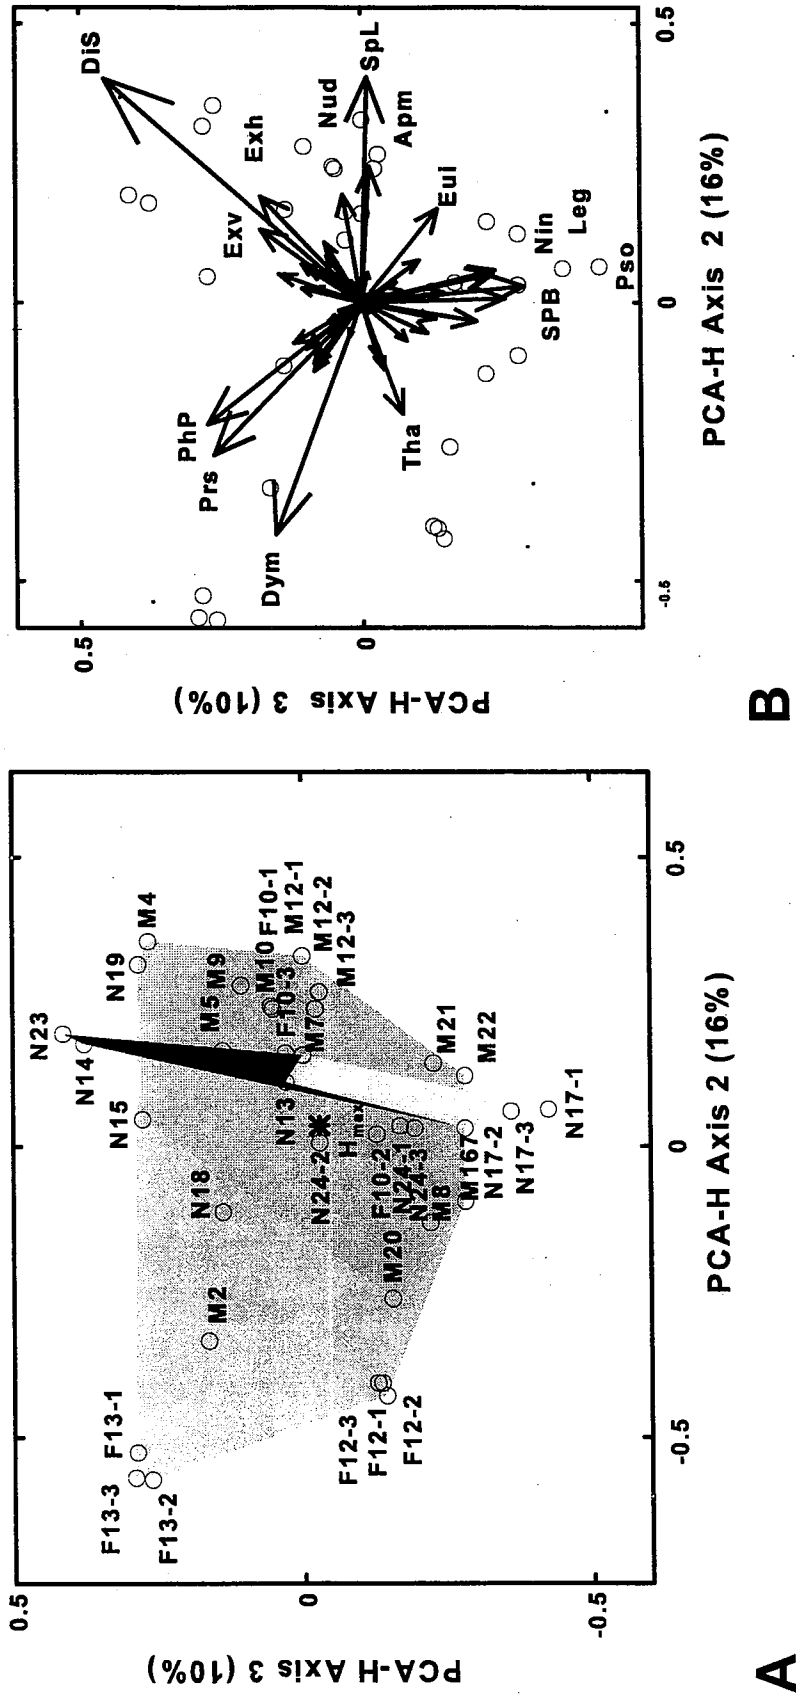 A
PCA-H Axis 3 (10%)
0.5
0
-0.5
F13-3
F13-1
F13-2
M2
N18
N15
N14
N23
N19
M4
M5
M9
M10
F10-1
F10-3
M12-1
M12-2
M12-3
M7
N13
N24-2
Hmax
F10-2
N24-1
N24-3
M8
M20
M167
M21
M22
N17-2
N17-3
N17-1
F12-3
F12-1
F12-2
-0.5
0
0.5
PCA-H Axis 2 (16%)
B
PCA-H Axis 3 (10%)
0.5
0
DiS
Exh
Exv
Nud
SpL
Apm
Eui
Nin
Leg
Pso
SPB
Tha
Dym
Prs
PhP
-0.5
0
0.5
PCA-H Axis 2 (16%)